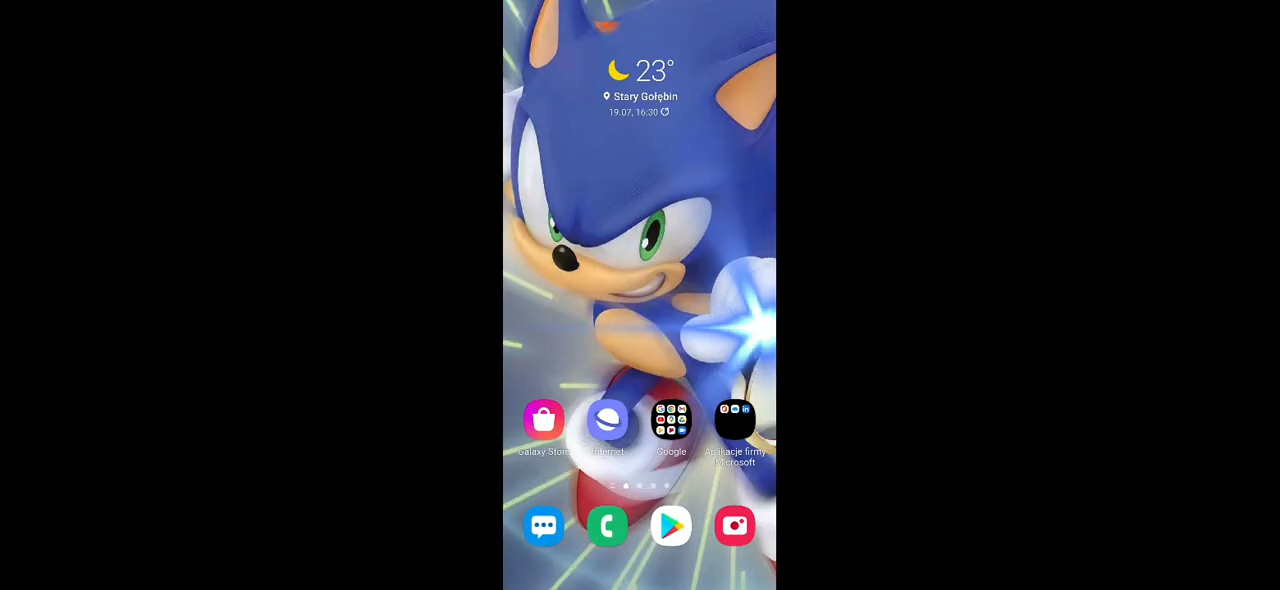 23°
Stary Gołębin
19.07, 16:30
Galaxy Store
Internet
Google
Aplikacje firmy
Microsoft